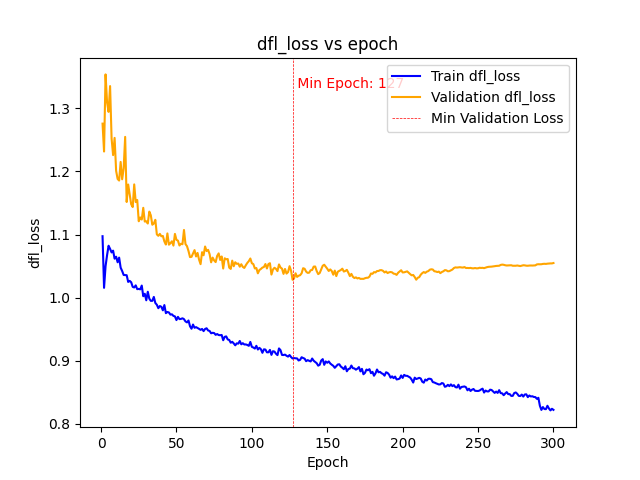 dfl_loss vs epoch
Min Epoch: 127
Train dfl_loss
Validation dfl_loss
Min Validation Loss
dfl_loss
1.3
1.2
1.1
1.0
0.9
0.8
0 50 100 150 200 250 300
Epoch